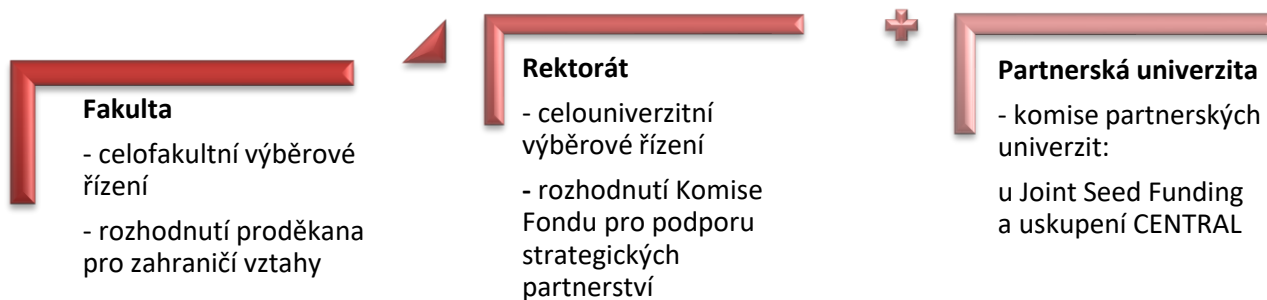 Fakulta
- celofakultní výběrové
řízení
- rozhodnutí proděkana
pro zahraničí vztahy
Rektorát
- celouniverzitní
výběrové řízení
- rozhodnutí Komise
Fondu pro podporu
strategických
partnerství
Partnerská univerzita
- komise partnerských
univerzit:
u Joint Seed Funding
a uskupení CENTRAL